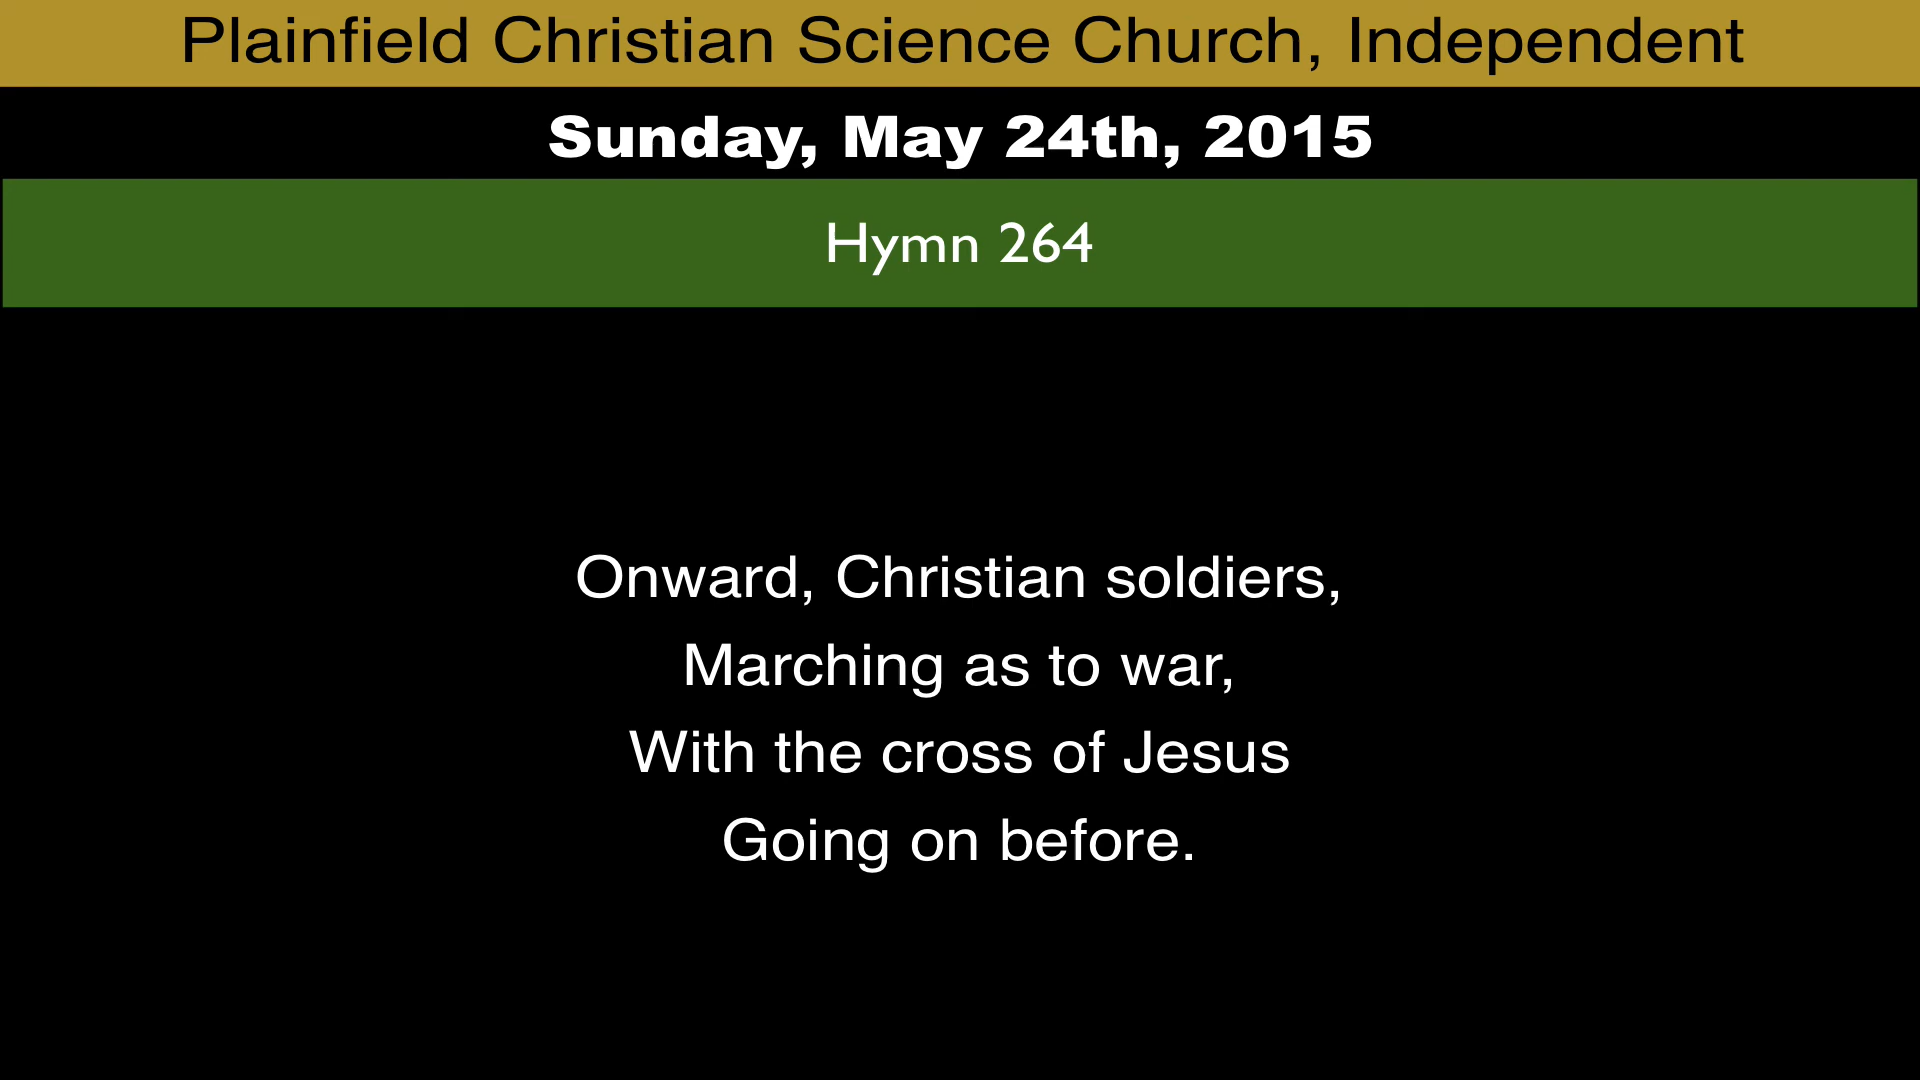 Plainfield Christian Science Church, Independent
Sunday, May 24th, 2015
Hymn 264
Onward, Christian soldiers,
Marching as to war,
With the cross of Jesus
Going on before.